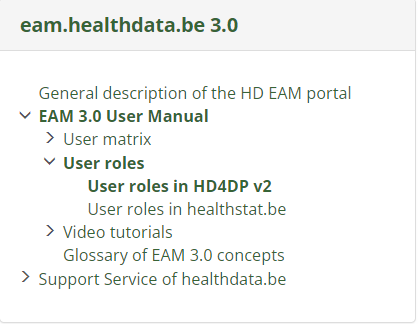 eam.healthdata.be 3.0
General description of the HD EAM portal
EAM 3.0 User Manual
User matrix
User roles
User roles in HD4DP v2
User roles in healthstat.be
Video tutorials
Glossary of EAM 3.0 concepts
Support Service of healthdata.be